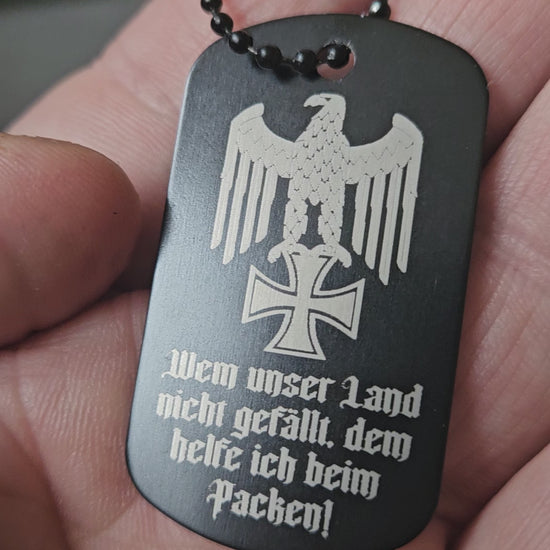 Wem unser Land
nicht gefällt, dem
helfe ich beim
Packen!